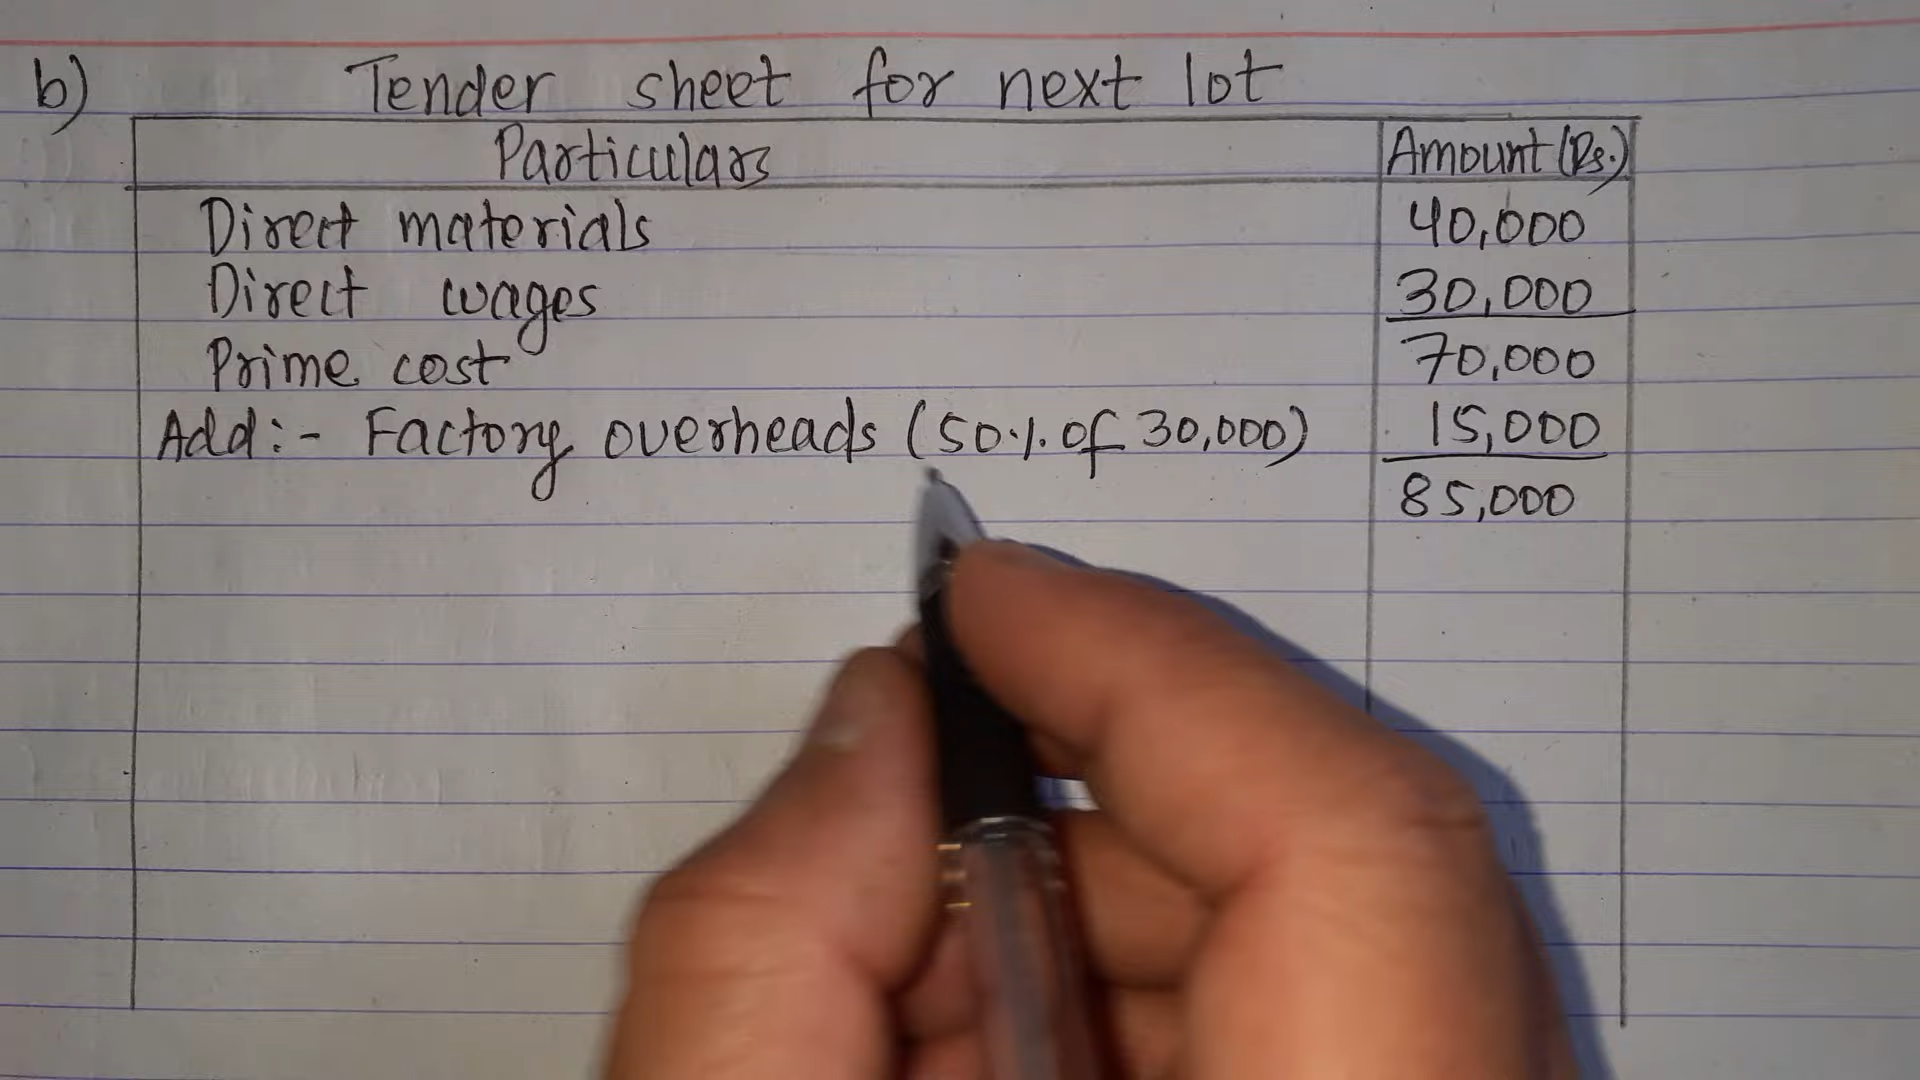 b) Tender sheet for next lot
Particulars Amount (Rs.)
Direct materials 40,000
Direct wages 30,000
Prime cost 70,000
Add:- Factory overheads (50% of 30,000) 15,000
85,000